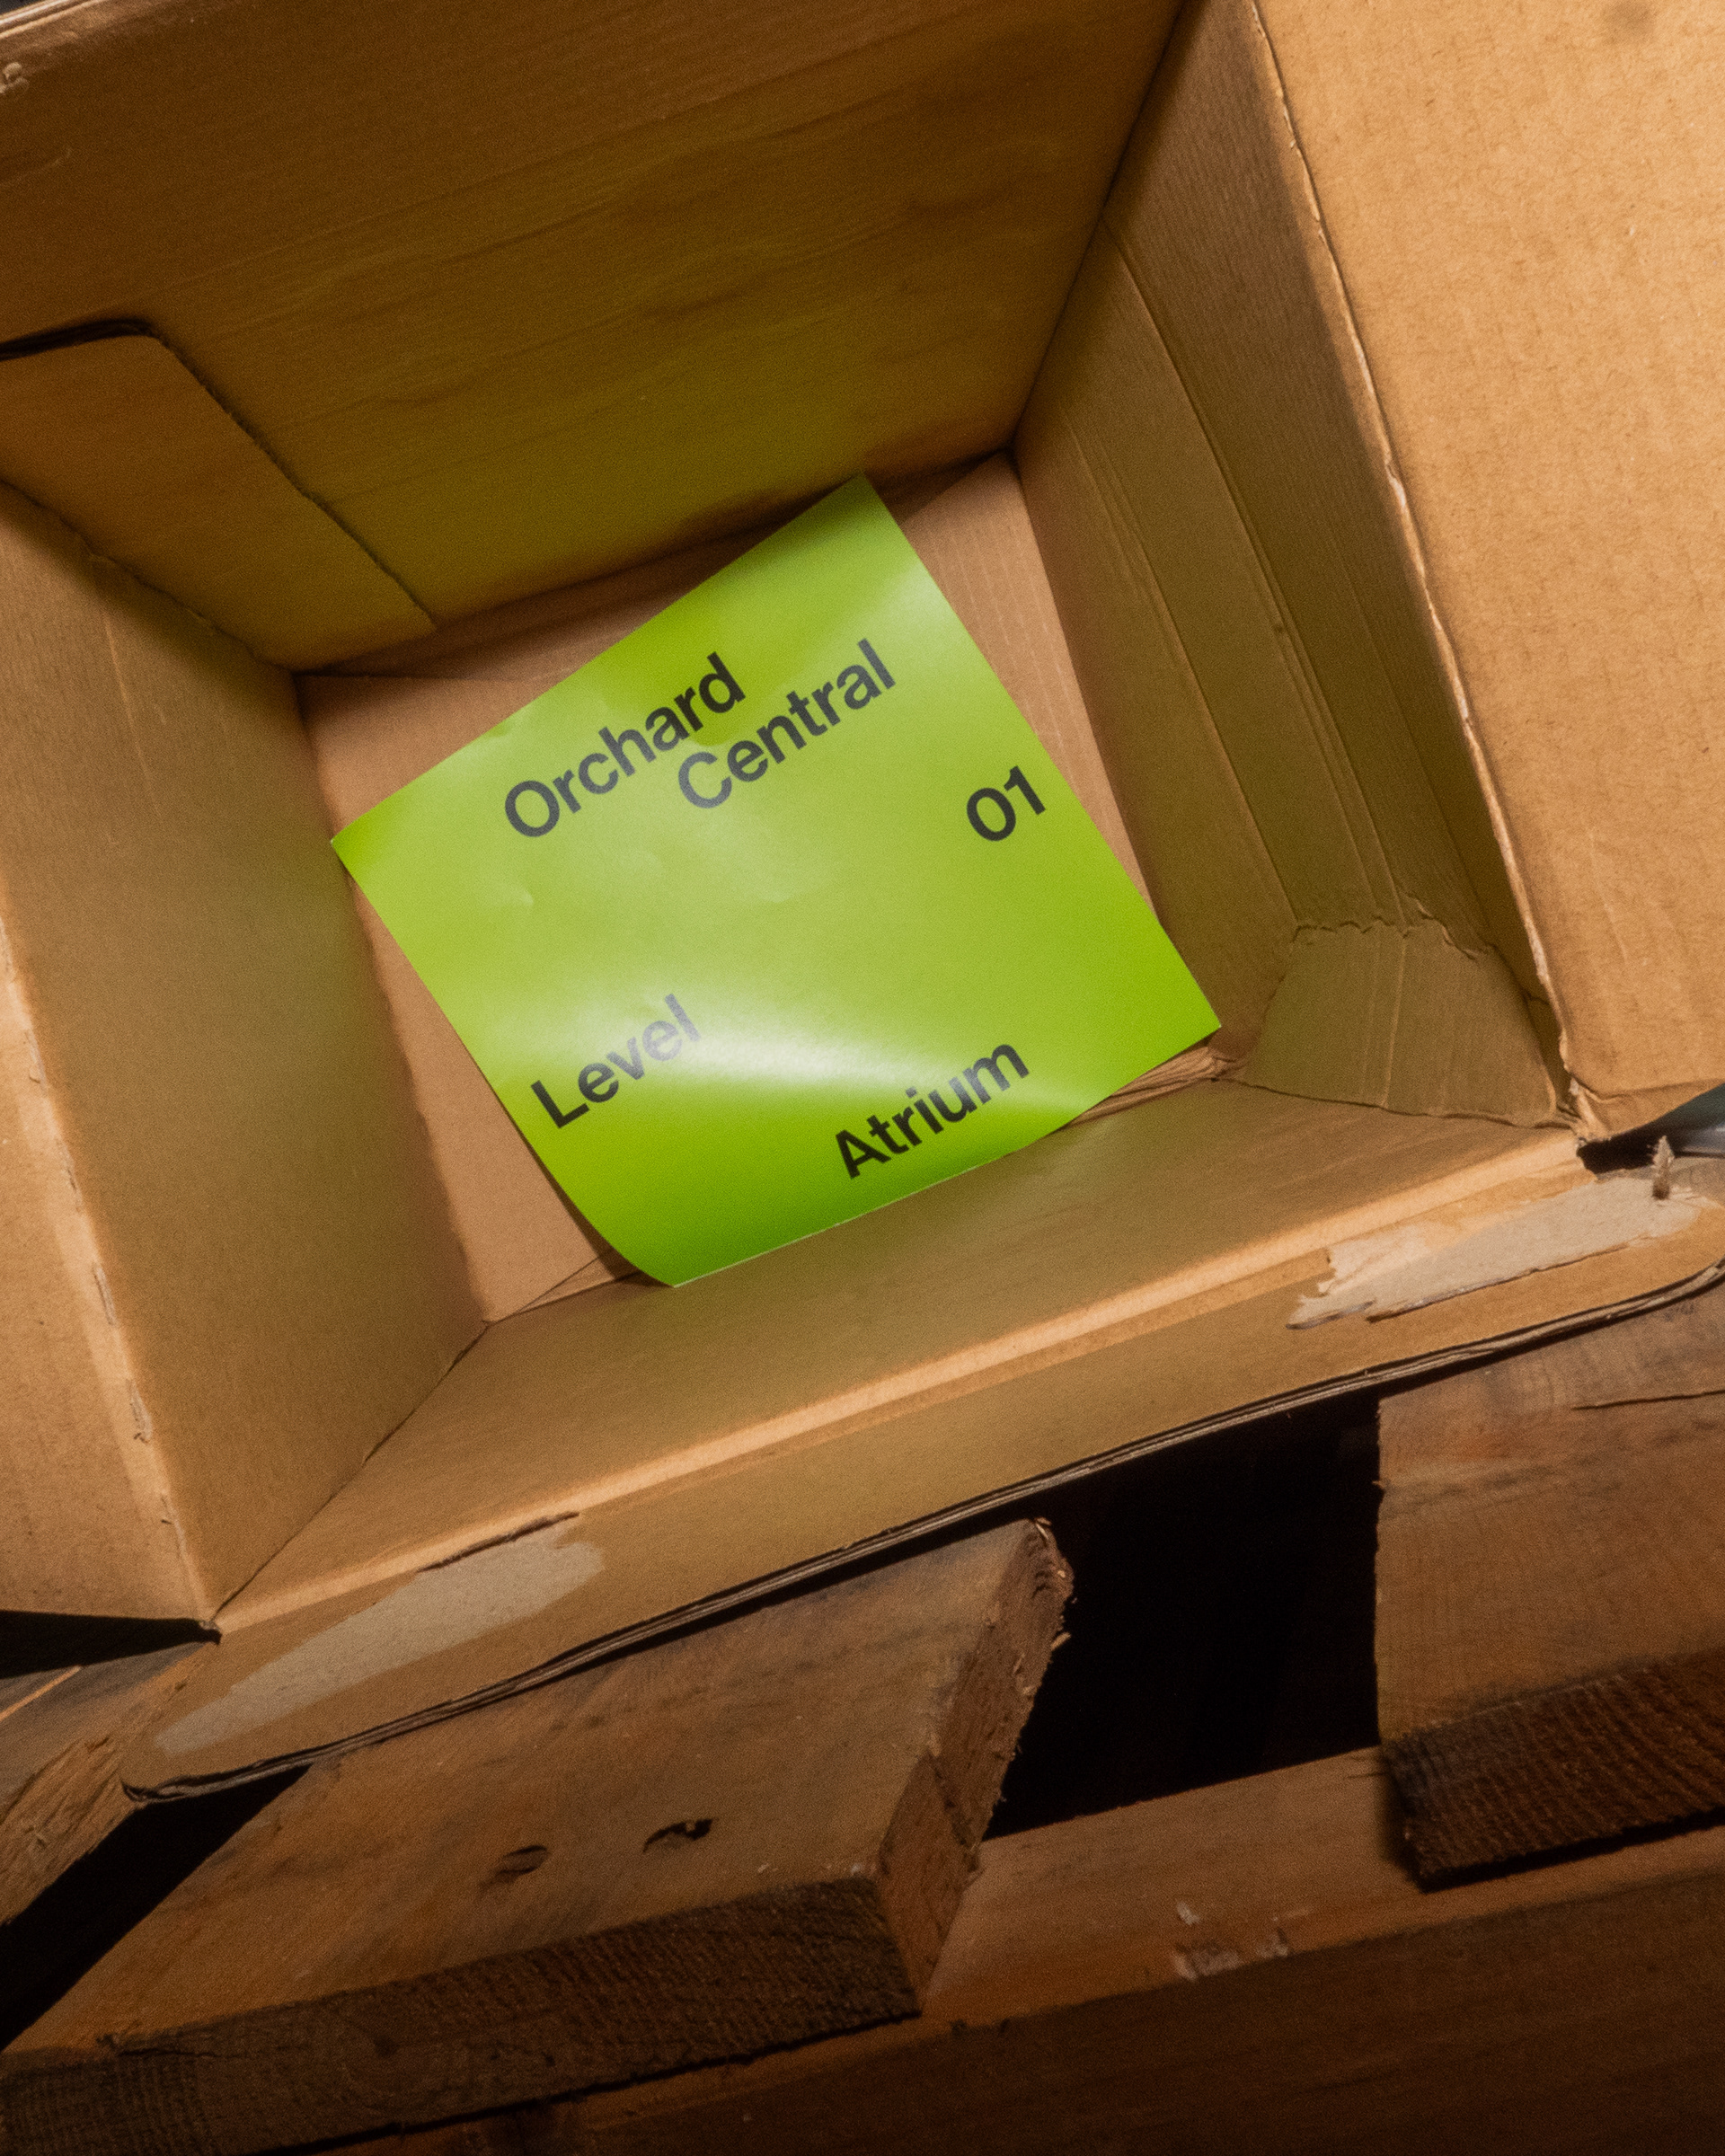 Orchard
Central
01
Level
Atrium